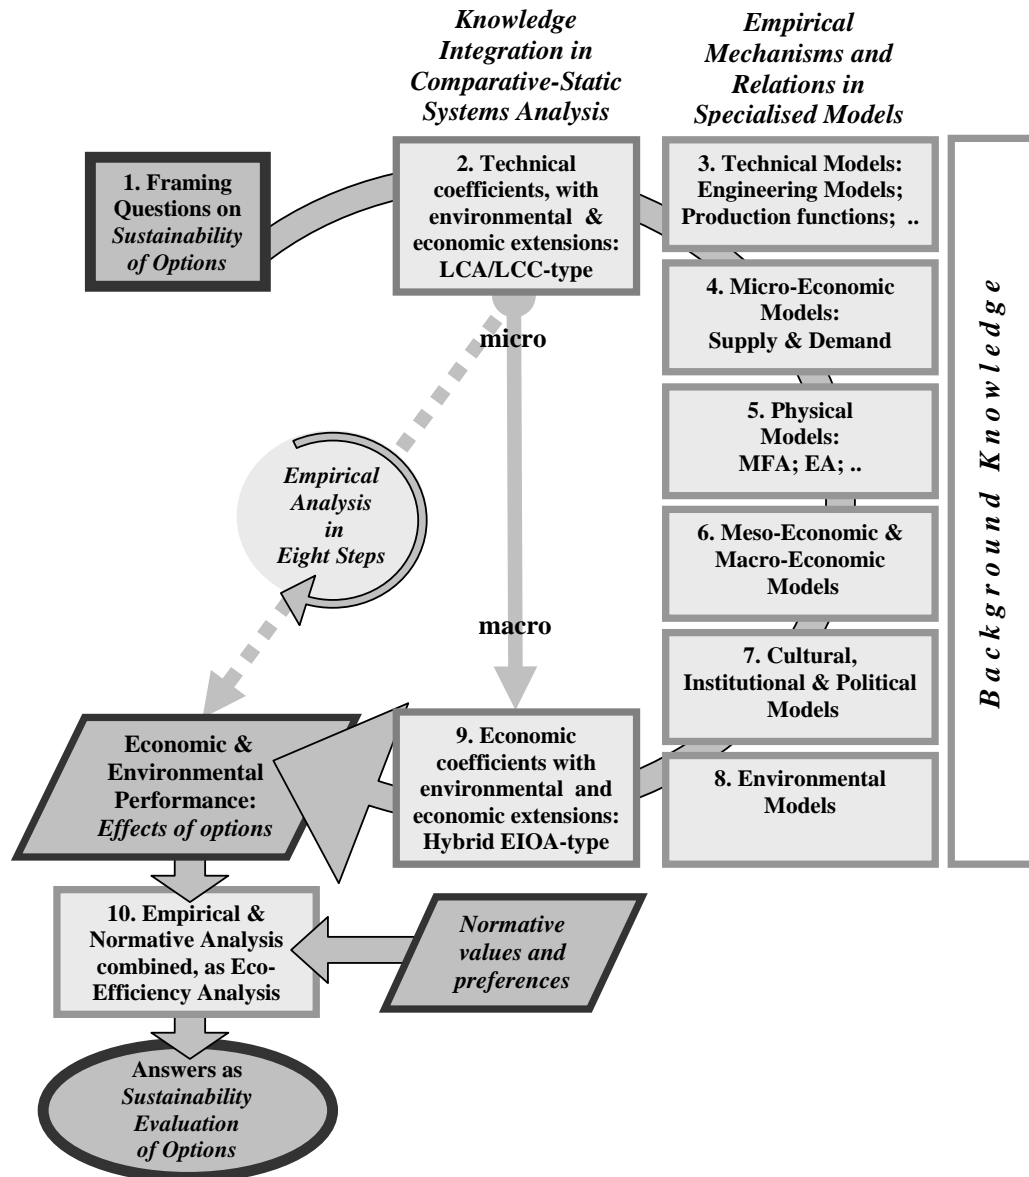 Knowledge
Integration in
Comparative-Static
Systems Analysis
Empirical
Mechanisms and
Relations in
Specialised Models
1. Framing
Questions on
Sustainability
of Options
2. Technical
coefficients, with
environmental &
economic extensions:
LCA/LCC-type
3. Technical Models:
Engineering Models;
Production functions; ..
4. Micro-Economic
Models:
Supply & Demand
micro
5. Physical
Models:
MFA; EA; ..
Empirical
Analysis
in
Eight Steps
6. Meso-Economic &
Macro-Economic
Models
macro
7. Cultural,
Institutional & Political
Models
8. Environmental
Models
Background Knowledge
Economic &
Environmental
Performance:
Effects of options
9. Economic
coefficients with
environmental and
economic extensions:
Hybrid EIOA-type
10. Empirical &
Normative Analysis
combined, as Eco-
Efficiency Analysis
Normative
values and
preferences
Answers as
Sustainability
Evaluation
of Options